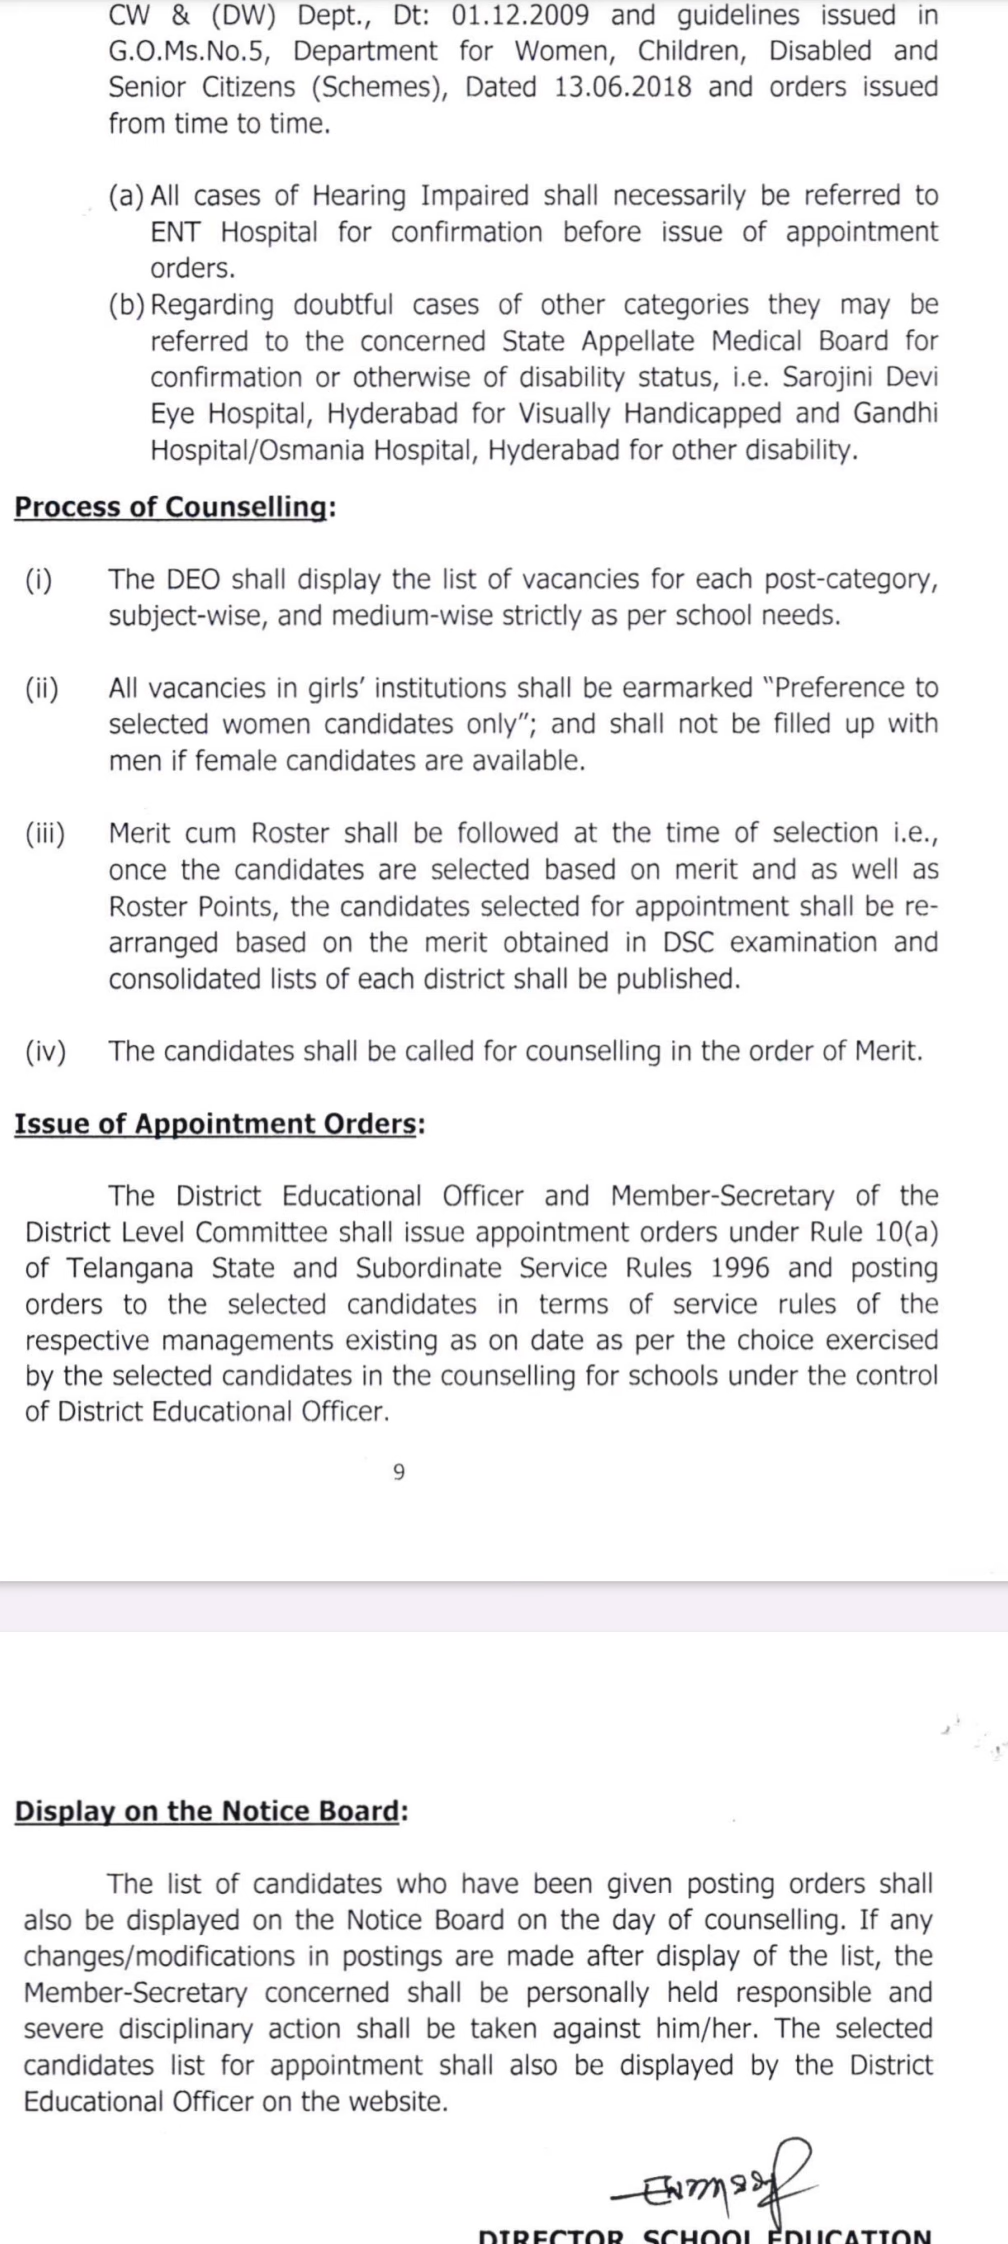 CW & (DW) Dept., Dt: 01.12.2009 and guidelines issued in
G.O.Ms.No.5, Department for Women, Children, Disabled and
Senior Citizens (Schemes), Dated 13.06.2018 and orders issued
from time to time.
(a) All cases of Hearing Impaired shall necessarily be referred to
ENT Hospital for confirmation before issue of appointment
orders.
(b) Regarding doubtful cases of other categories they may be
referred to the concerned State Appellate Medical Board for
confirmation or otherwise of disability status, i.e. Sarojini Devi
Eye Hospital, Hyderabad for Visually Handicapped and Gandhi
Hospital/Osmania Hospital, Hyderabad for other disability.
Process of Counselling:
(i) The DEO shall display the list of vacancies for each post-category,
subject-wise, and medium-wise strictly as per school needs.
(ii) All vacancies in girls' institutions shall be earmarked "Preference to
selected women candidates only"; and shall not be filled up with
men if female candidates are available.
(iii) Merit cum Roster shall be followed at the time of selection i.e.,
once the candidates are selected based on merit and as well as
Roster Points, the candidates selected for appointment shall be re-
arranged based on the merit obtained in DSC examination and
consolidated lists of each district shall be published.
(iv) The candidates shall be called for counselling in the order of Merit.
Issue of Appointment Orders:
The District Educational Officer and Member-Secretary of the
District Level Committee shall issue appointment orders under Rule 10(a)
of Telangana State and Subordinate Service Rules 1996 and posting
orders to the selected candidates in terms of service rules of the
respective managements existing as on date as per the choice exercised
by the selected candidates in the counselling for schools under the control
of District Educational Officer.
9
Display on the Notice Board:
The list of candidates who have been given posting orders shall
also be displayed on the Notice Board on the day of counselling. If any
changes/modifications in postings are made after display of the list, the
Member-Secretary concerned shall be personally held responsible and
severe disciplinary action shall be taken against him/her. The selected
candidates list for appointment shall also be displayed by the District
Educational Officer on the website.
DIRECTOR, SCHOOL EDUCATION